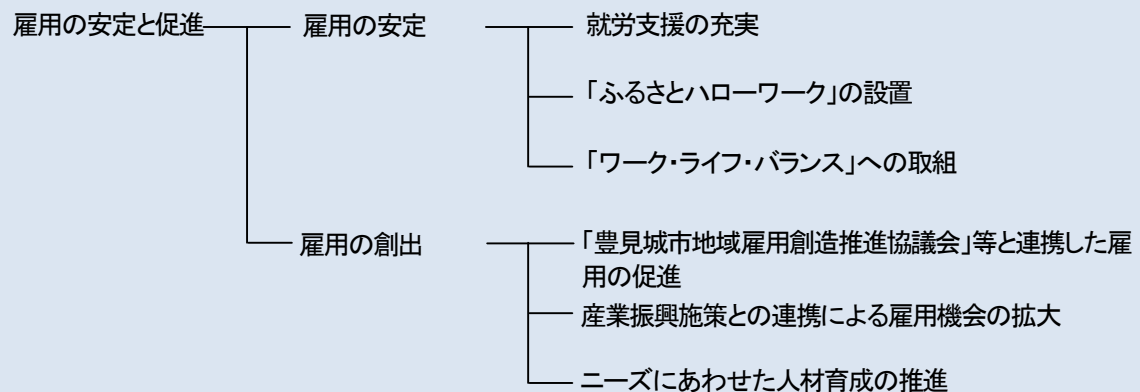 雇用の安定と促進 雇用の安定 就労支援の充実
「ふるさとハローワーク」の設置
「ワーク・ライフ・バランス」への取組
雇用の創出 「豊見城市地域雇用創造推進協議会」等と連携した雇
用の促進
産業振興施策との連携による雇用機会の拡大
ニーズにあわせた人材育成の推進